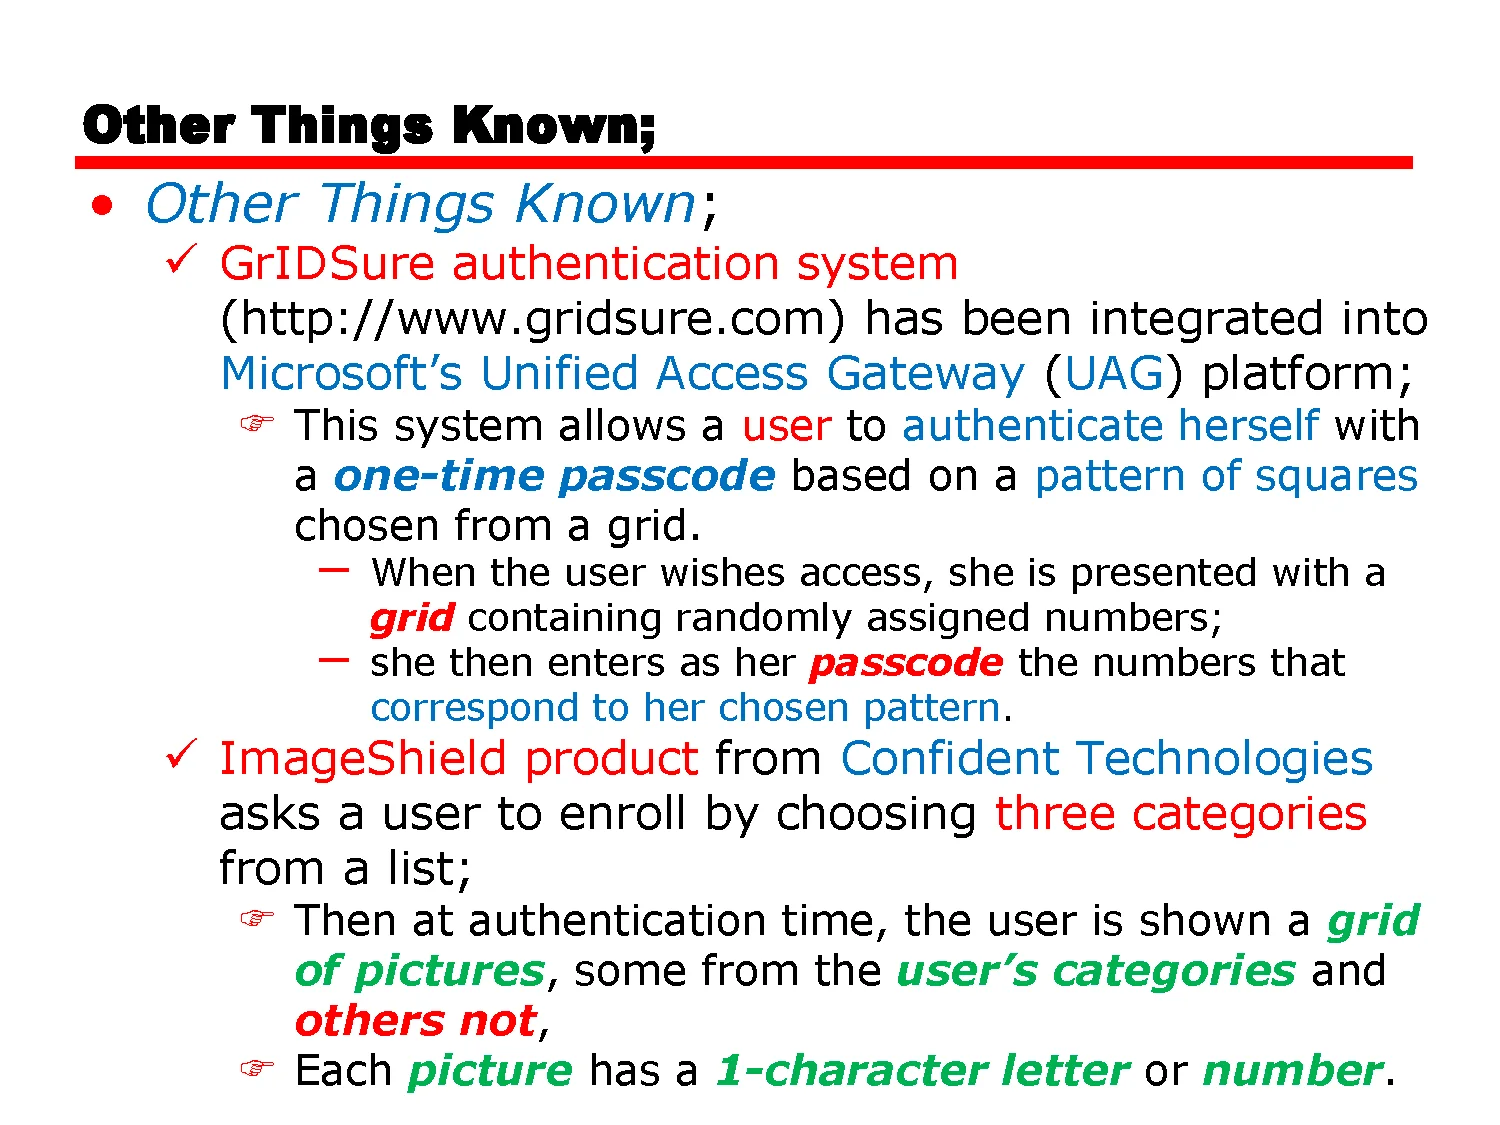 Other Things Known;
• Other Things Known;
✓ GrIDSure authentication system
(http://www.gridsure.com) has been integrated into
Microsoft’s Unified Access Gateway (UAG) platform;
☞ This system allows a user to authenticate herself with
a one-time passcode based on a pattern of squares
chosen from a grid.
– When the user wishes access, she is presented with a
grid containing randomly assigned numbers;
– she then enters as her passcode the numbers that
correspond to her chosen pattern.
✓ ImageShield product from Confident Technologies
asks a user to enroll by choosing three categories
from a list;
☞ Then at authentication time, the user is shown a grid
of pictures, some from the user’s categories and
others not,
☞ Each picture has a 1-character letter or number.